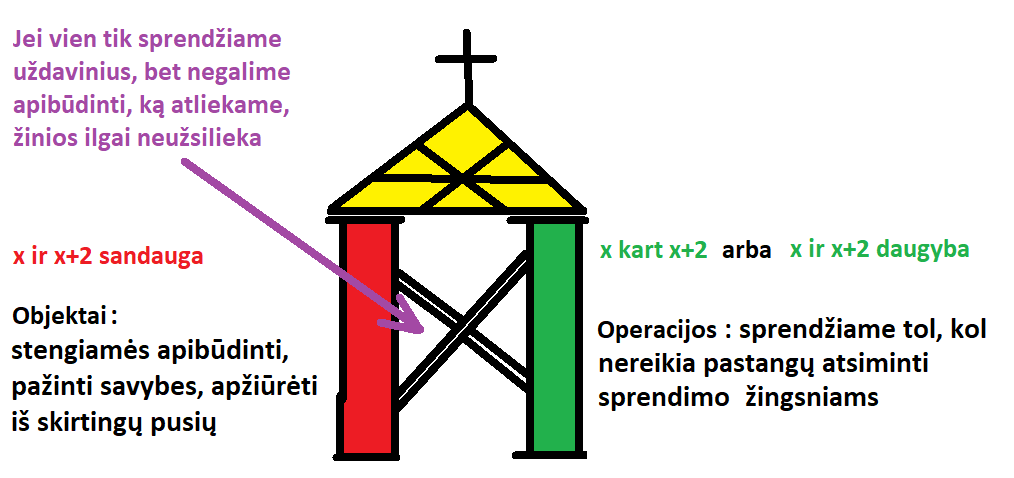 Jei vien tik sprendžiame
uždavinius, bet negalime
apibūdinti, ką atliekame,
žinios ilgai neužsilieka
x ir x+2 sandauga
Objektai :
stengiamės apibūdinti,
pažinti savybes, apžiūrėti
iš skirtingų pusių
x kart x+2 arba x ir x+2 daugyba
Operacijos : sprendžiame tol, kol
nereikia pastangų atsiminti
sprendimo žingsniams